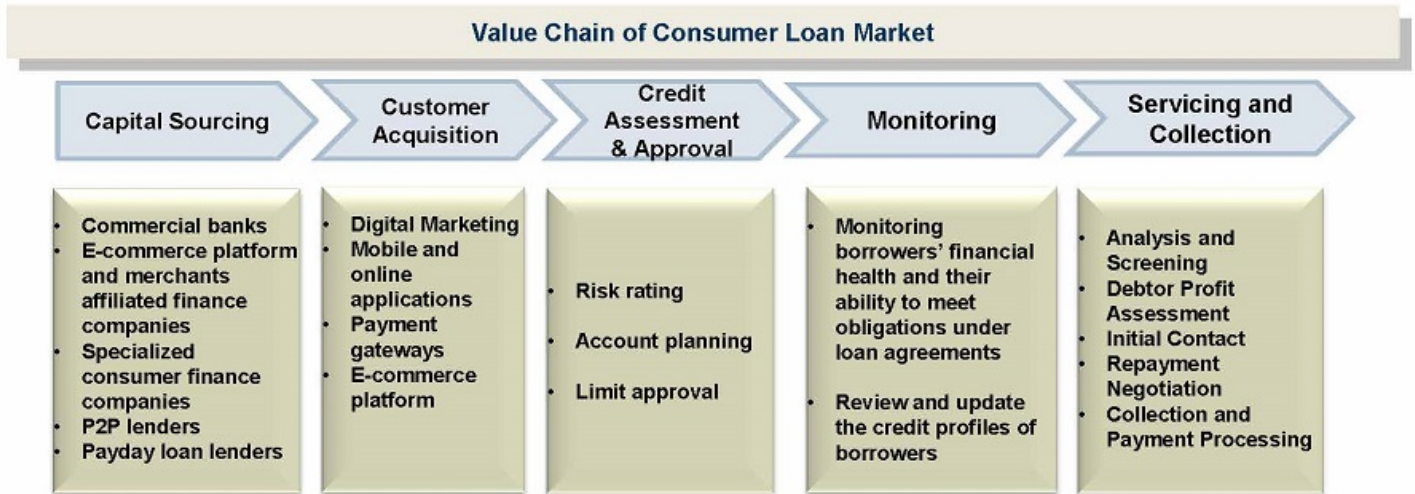 Value Chain of Consumer Loan Market
Capital Sourcing
Customer
Acquisition
Credit
Assessment
& Approval
Monitoring
Servicing and
Collection
• Commercial banks
• E-commerce platform
and merchants
affiliated finance
companies
• Specialized
consumer finance
companies
• P2P lenders
• Payday loan lenders
• Digital Marketing
• Mobile and
online
applications
• Payment
gateways
• E-commerce
platform
• Risk rating
• Account planning
• Limit approval
• Monitoring
borrowers' financial
health and their
ability to meet
obligations under
loan agreements
• Review and update
the credit profiles of
borrowers
• Analysis and
Screening
• Debtor Profit
Assessment
• Initial Contact
• Repayment
Negotiation
• Collection and
Payment Processing